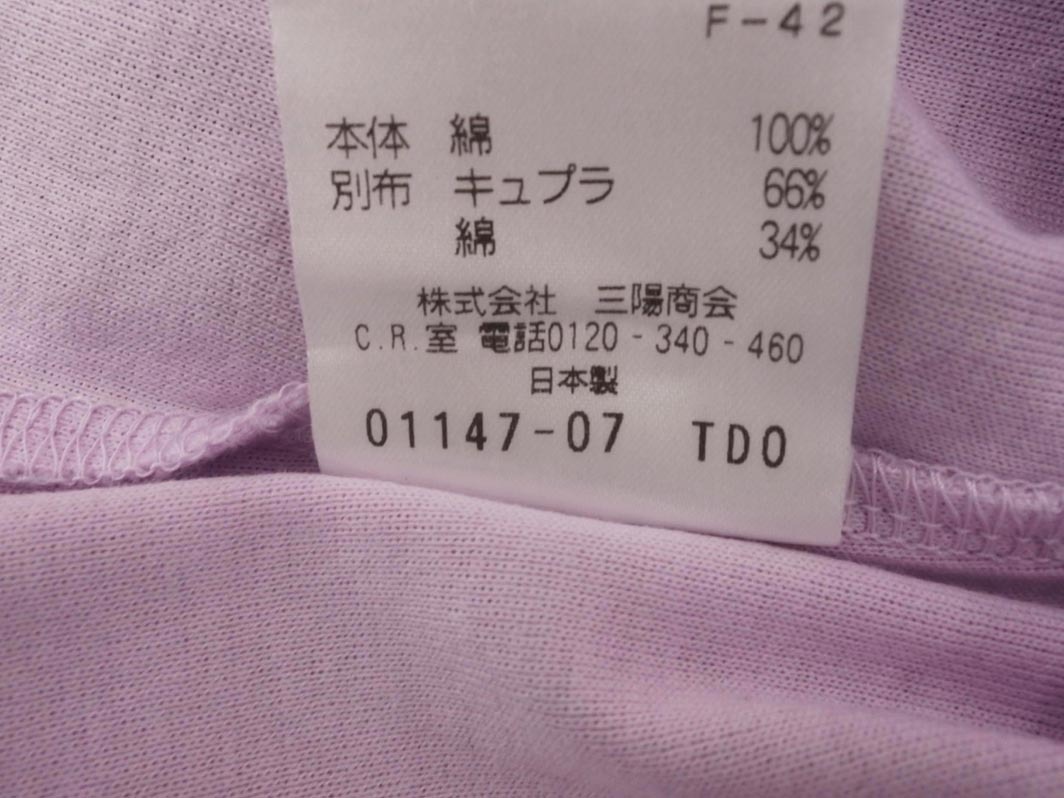 F-42
本体 綿 100%
別布 キュプラ 66%
綿 34%
株式会社 三陽商会
C.R.室 電話0120-340-460
日本製
01147-07 TDO